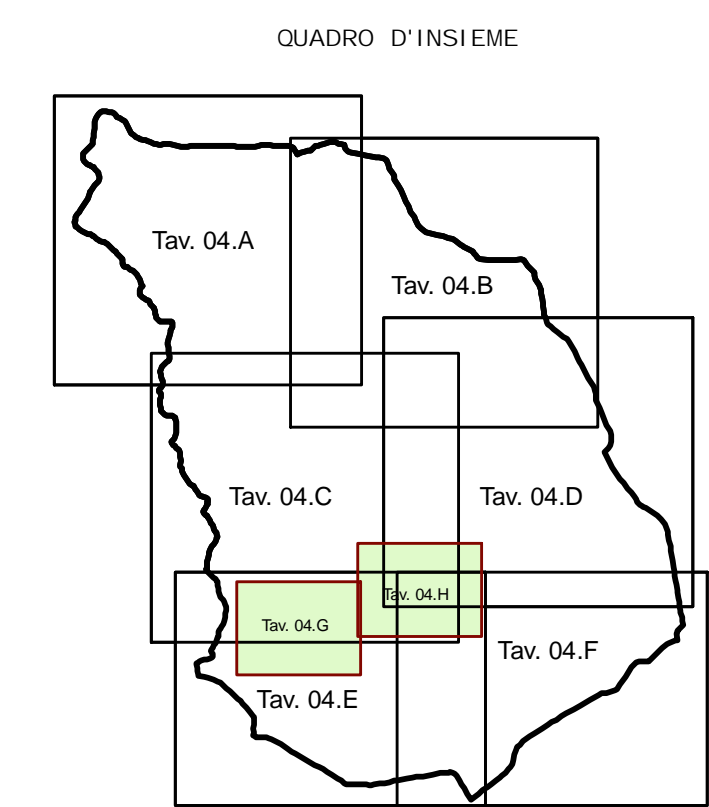 QUADRO D'INSIEME
Tav. 04.A
Tav. 04.B
Tav. 04.C
Tav. 04.D
Tav. 04.H
Tav. 04.G
Tav. 04.F
Tav. 04.E